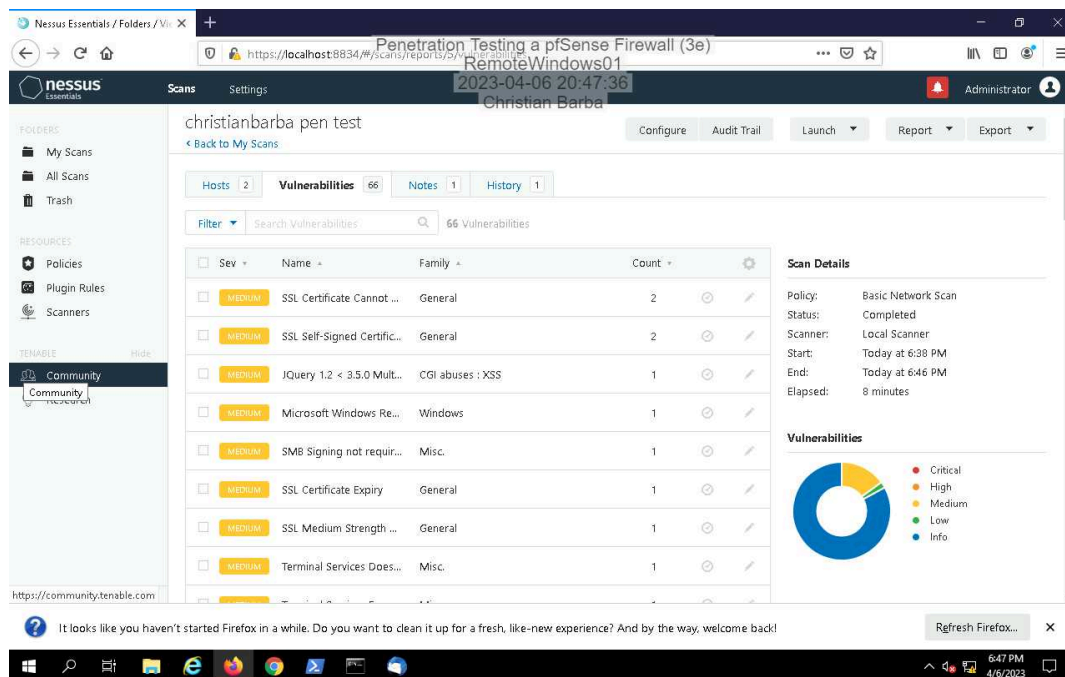 Nessus Essentials / Folders / Vi
https://localhost:8834/#/scans/reports/5/vulnerabilities
Penetration Testing a pfSense Firewall (3e)
RemoteWindows01
2023-04-06 20:47:36
Christian Barba
nessus
Essentials
Scans
Settings
Administrator
FOLDERS
My Scans
All Scans
Trash
RESOURCES
Policies
Plugin Rules
Scanners
TENABLE
Hide
Community
Community
Research
christianbarba pen test
< Back to My Scans
Configure
Audit Trail
Launch
Report
Export
Hosts 2
Vulnerabilities 66
Notes 1
History 1
Filter
Search Vulnerabilities
66 Vulnerabilities
Sev Name Family Count
MEDIUM SSL Certificate Cannot ... General 2
MEDIUM SSL Self-Signed Certific... General 2
MEDIUM JQuery 1.2 < 3.5.0 Mult... CGI abuses : XSS 1
MEDIUM Microsoft Windows Re... Windows 1
MEDIUM SMB Signing not requir... Misc. 1
MEDIUM SSL Certificate Expiry General 1
MEDIUM SSL Medium Strength ... General 1
MEDIUM Terminal Services Does... Misc. 1
Scan Details
Policy: Basic Network Scan
Status: Completed
Scanner: Local Scanner
Start: Today at 6:38 PM
End: Today at 6:46 PM
Elapsed: 8 minutes
Vulnerabilities
Critical
High
Medium
Low
Info
https://community.tenable.com
It looks like you haven't started Firefox in a while. Do you want to clean it up for a fresh, like-new experience? And by the way, welcome back!
Refresh Firefox...
6:47 PM
4/6/2023